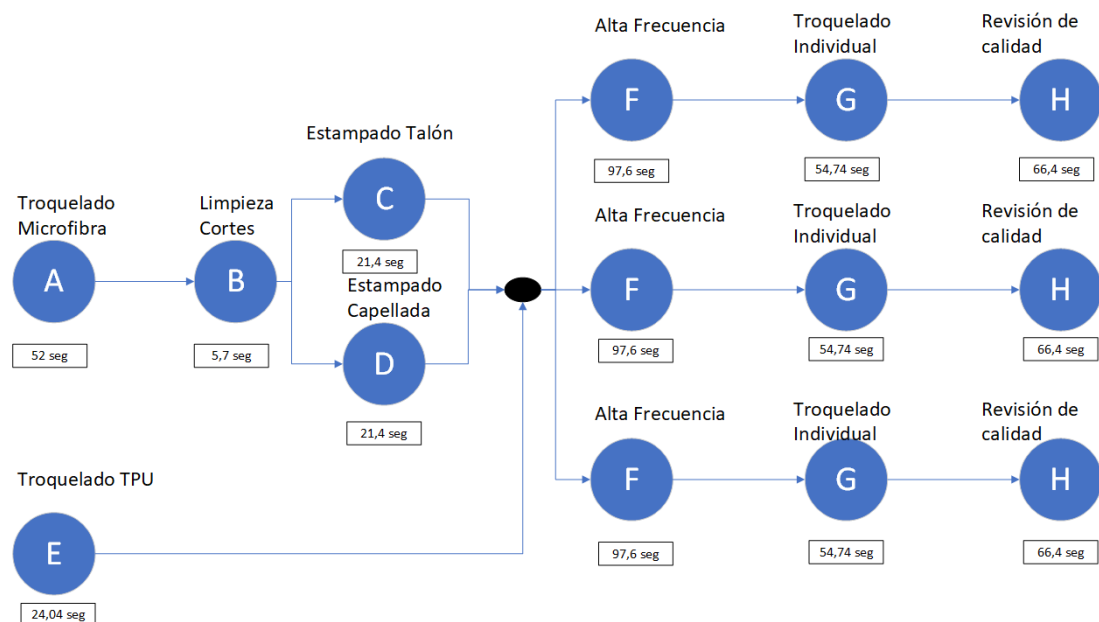 Alta Frecuencia
Troquelado
Individual
Revisión de
calidad
F
G
H
97,6 seg
54,74 seg
66,4 seg
Estampado Talón
C
21,4 seg
Troquelado
Microfibra
Limpieza
Cortes
A
B
52 seg
5,7 seg
Estampado
Capellada
D
21,4 seg
Alta Frecuencia
Troquelado
Individual
Revisión de
calidad
F
G
H
97,6 seg
54,74 seg
66,4 seg
Alta Frecuencia
Troquelado
Individual
Revisión de
calidad
F
G
H
97,6 seg
54,74 seg
66,4 seg
Troquelado TPU
E
24,04 seg